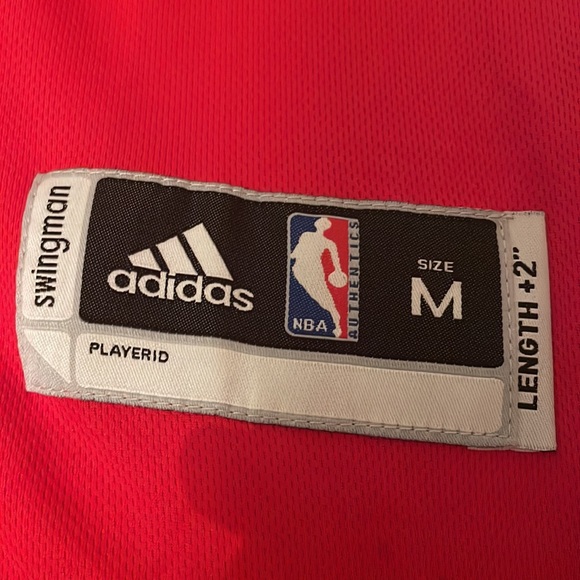 swingman
adidas
NBA
AUTHENTICS
SIZE
M
LENGTH +2"
PLAYERID